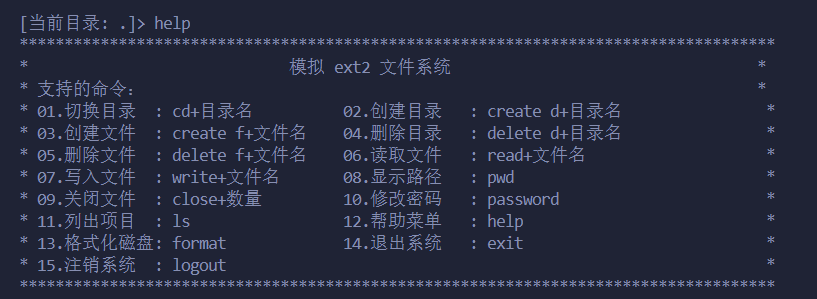 [当前目录: .]> help
************************************************************************************
* 模拟 ext2 文件系统 *
* 支持的命令: *
* 01.切换目录 : cd+目录名 02.创建目录 : create d+目录名 *
* 03.创建文件 : create f+文件名 04.删除目录 : delete d+目录名 *
* 05.删除文件 : delete f+文件名 06.读取文件 : read+文件名 *
* 07.写入文件 : write+文件名 08.显示路径 : pwd *
* 09.关闭文件 : close+数量 10.修改密码 : password *
* 11.列出项目 : ls 12.帮助菜单 : help *
* 13.格式化磁盘: format 14.退出系统 : exit *
* 15.注销系统 : logout *
************************************************************************************